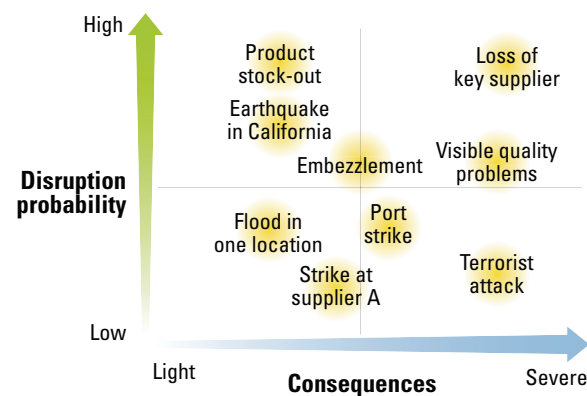 High
Product
stock-out
Loss of
key supplier
Earthquake
in California
Embezzlement
Visible quality
problems
Disruption
probability
Flood in
one location
Port
strike
Strike at
supplier A
Terrorist
attack
Low
Light
Consequences
Severe